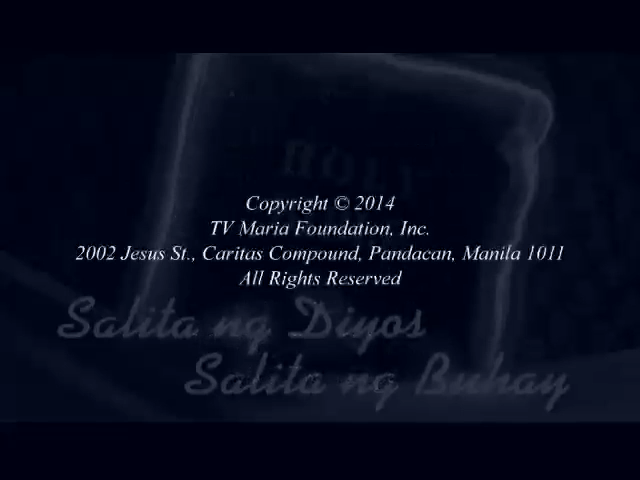 HOLY
Copyright © 2014
TV Maria Foundation, Inc.
2002 Jesus St., Caritas Compound, Pandacan, Manila 1011
All Rights Reserved
Salita ng Diyos
Salita ng Buhay